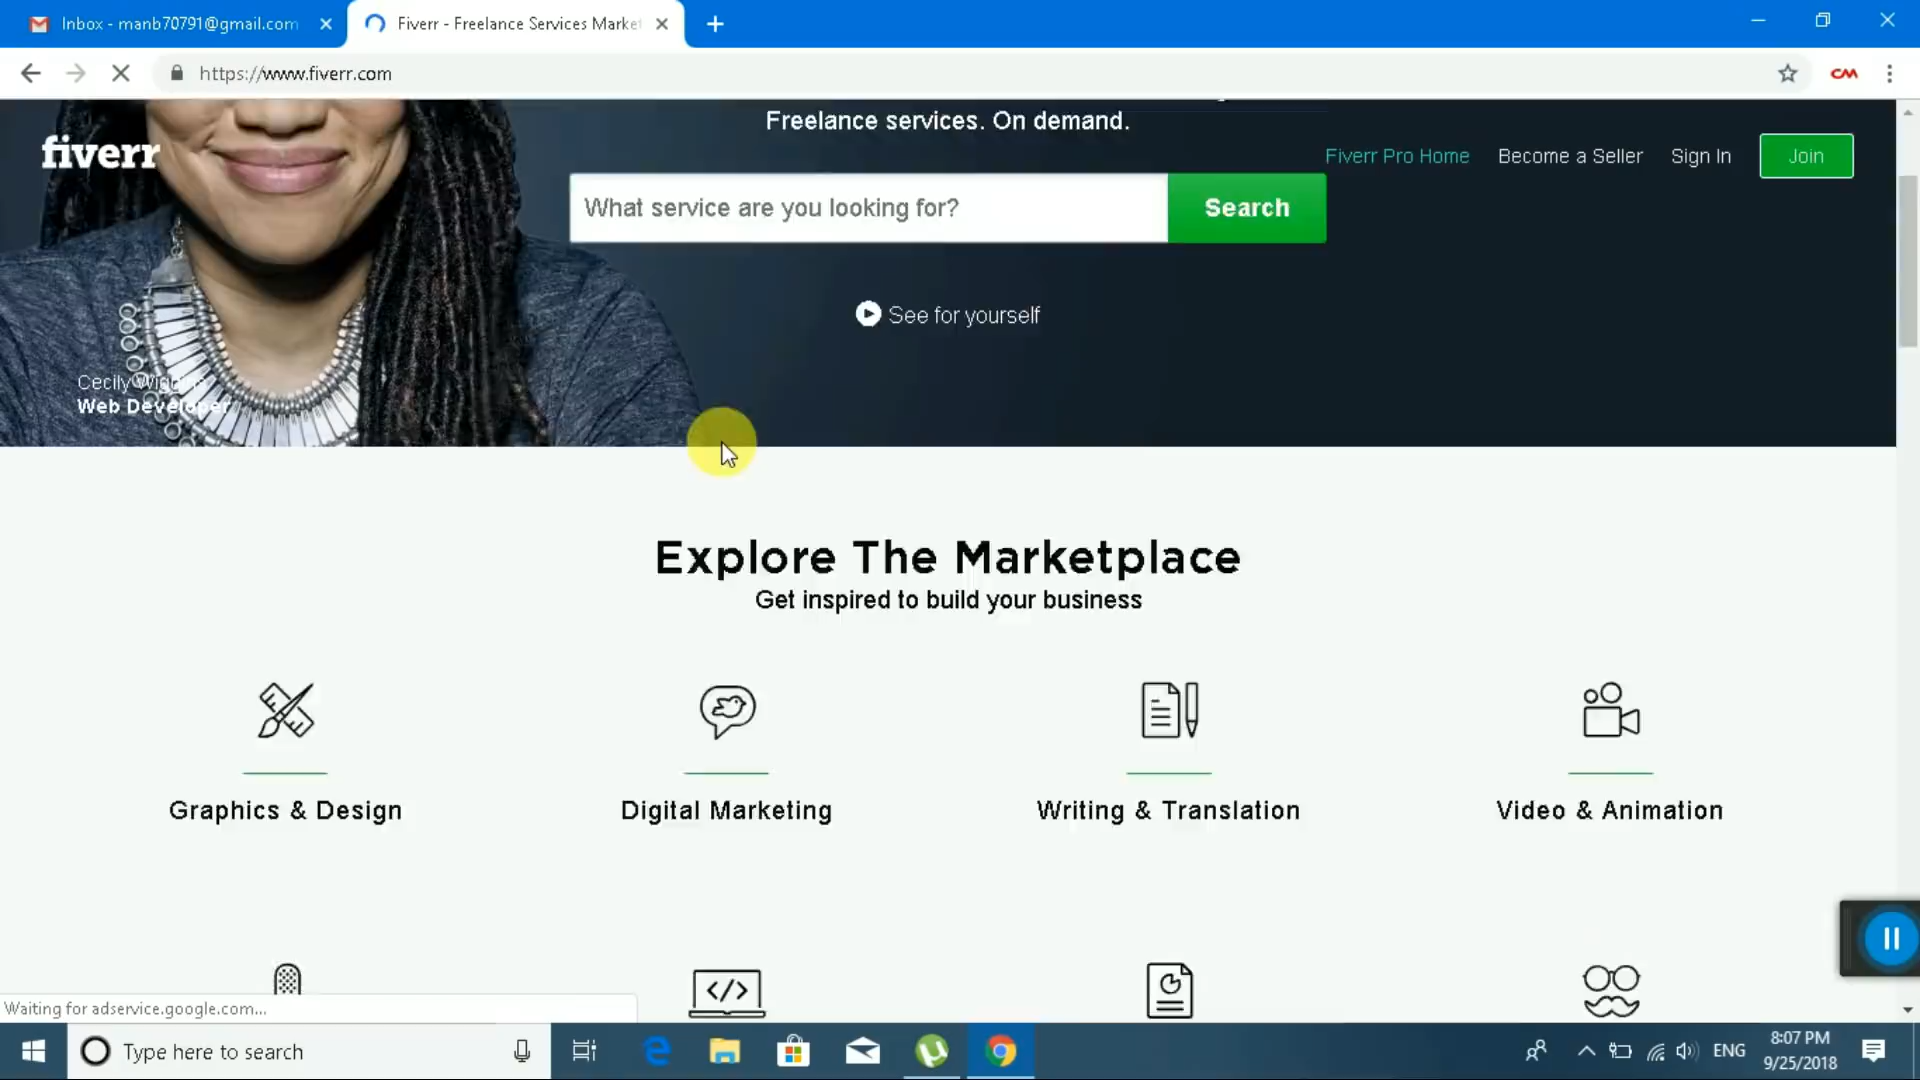 Inbox - manb70791@gmail.com
Fiverr - Freelance Services Market
https://www.fiverr.com
CM
Freelance services. On demand.
fiverr
Fiverr Pro Home
Become a Seller
Sign In
Join
What service are you looking for?
Search
See for yourself
Cecily
Web Developer
Explore The Marketplace
Get inspired to build your business
Graphics & Design
Digital Marketing
Writing & Translation
Video & Animation
</>
Waiting for adservice.google.com...
Type here to search
ENG
8:07 PM
9/25/2018